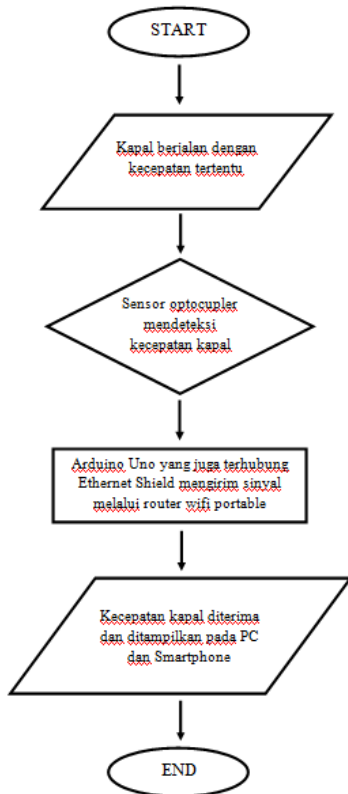 START
Kapal berjalan dengan
kecepatan tertentu
Sensor optocupler
mendeteksi
kecepatan kapal
Arduino Uno yang juga terhubung
Ethernet Shield mengirim sinyal
melalui router wifi portable
Kecepatan kapal diterima
dan ditampilkan pada PC
dan Smartphone
END